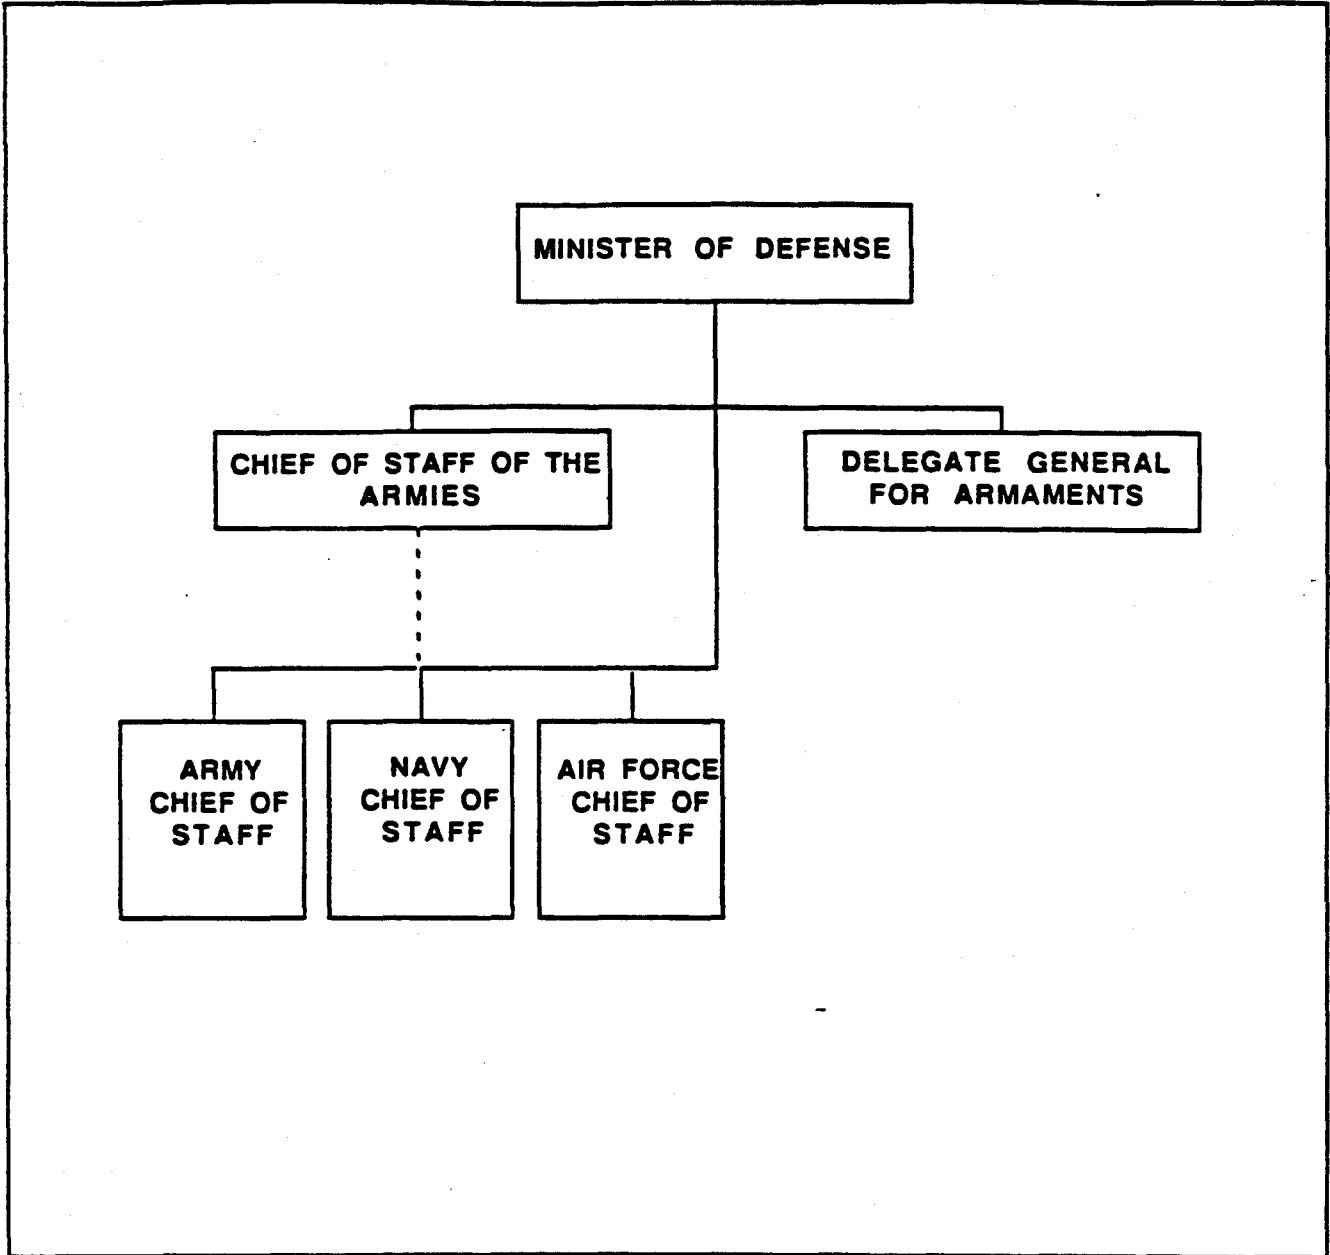 MINISTER OF DEFENSE
CHIEF OF STAFF OF THE
ARMIES
DELEGATE GENERAL
FOR ARMAMENTS
ARMY
CHIEF OF
STAFF
NAVY
CHIEF OF
STAFF
AIR FORCE
CHIEF OF
STAFF